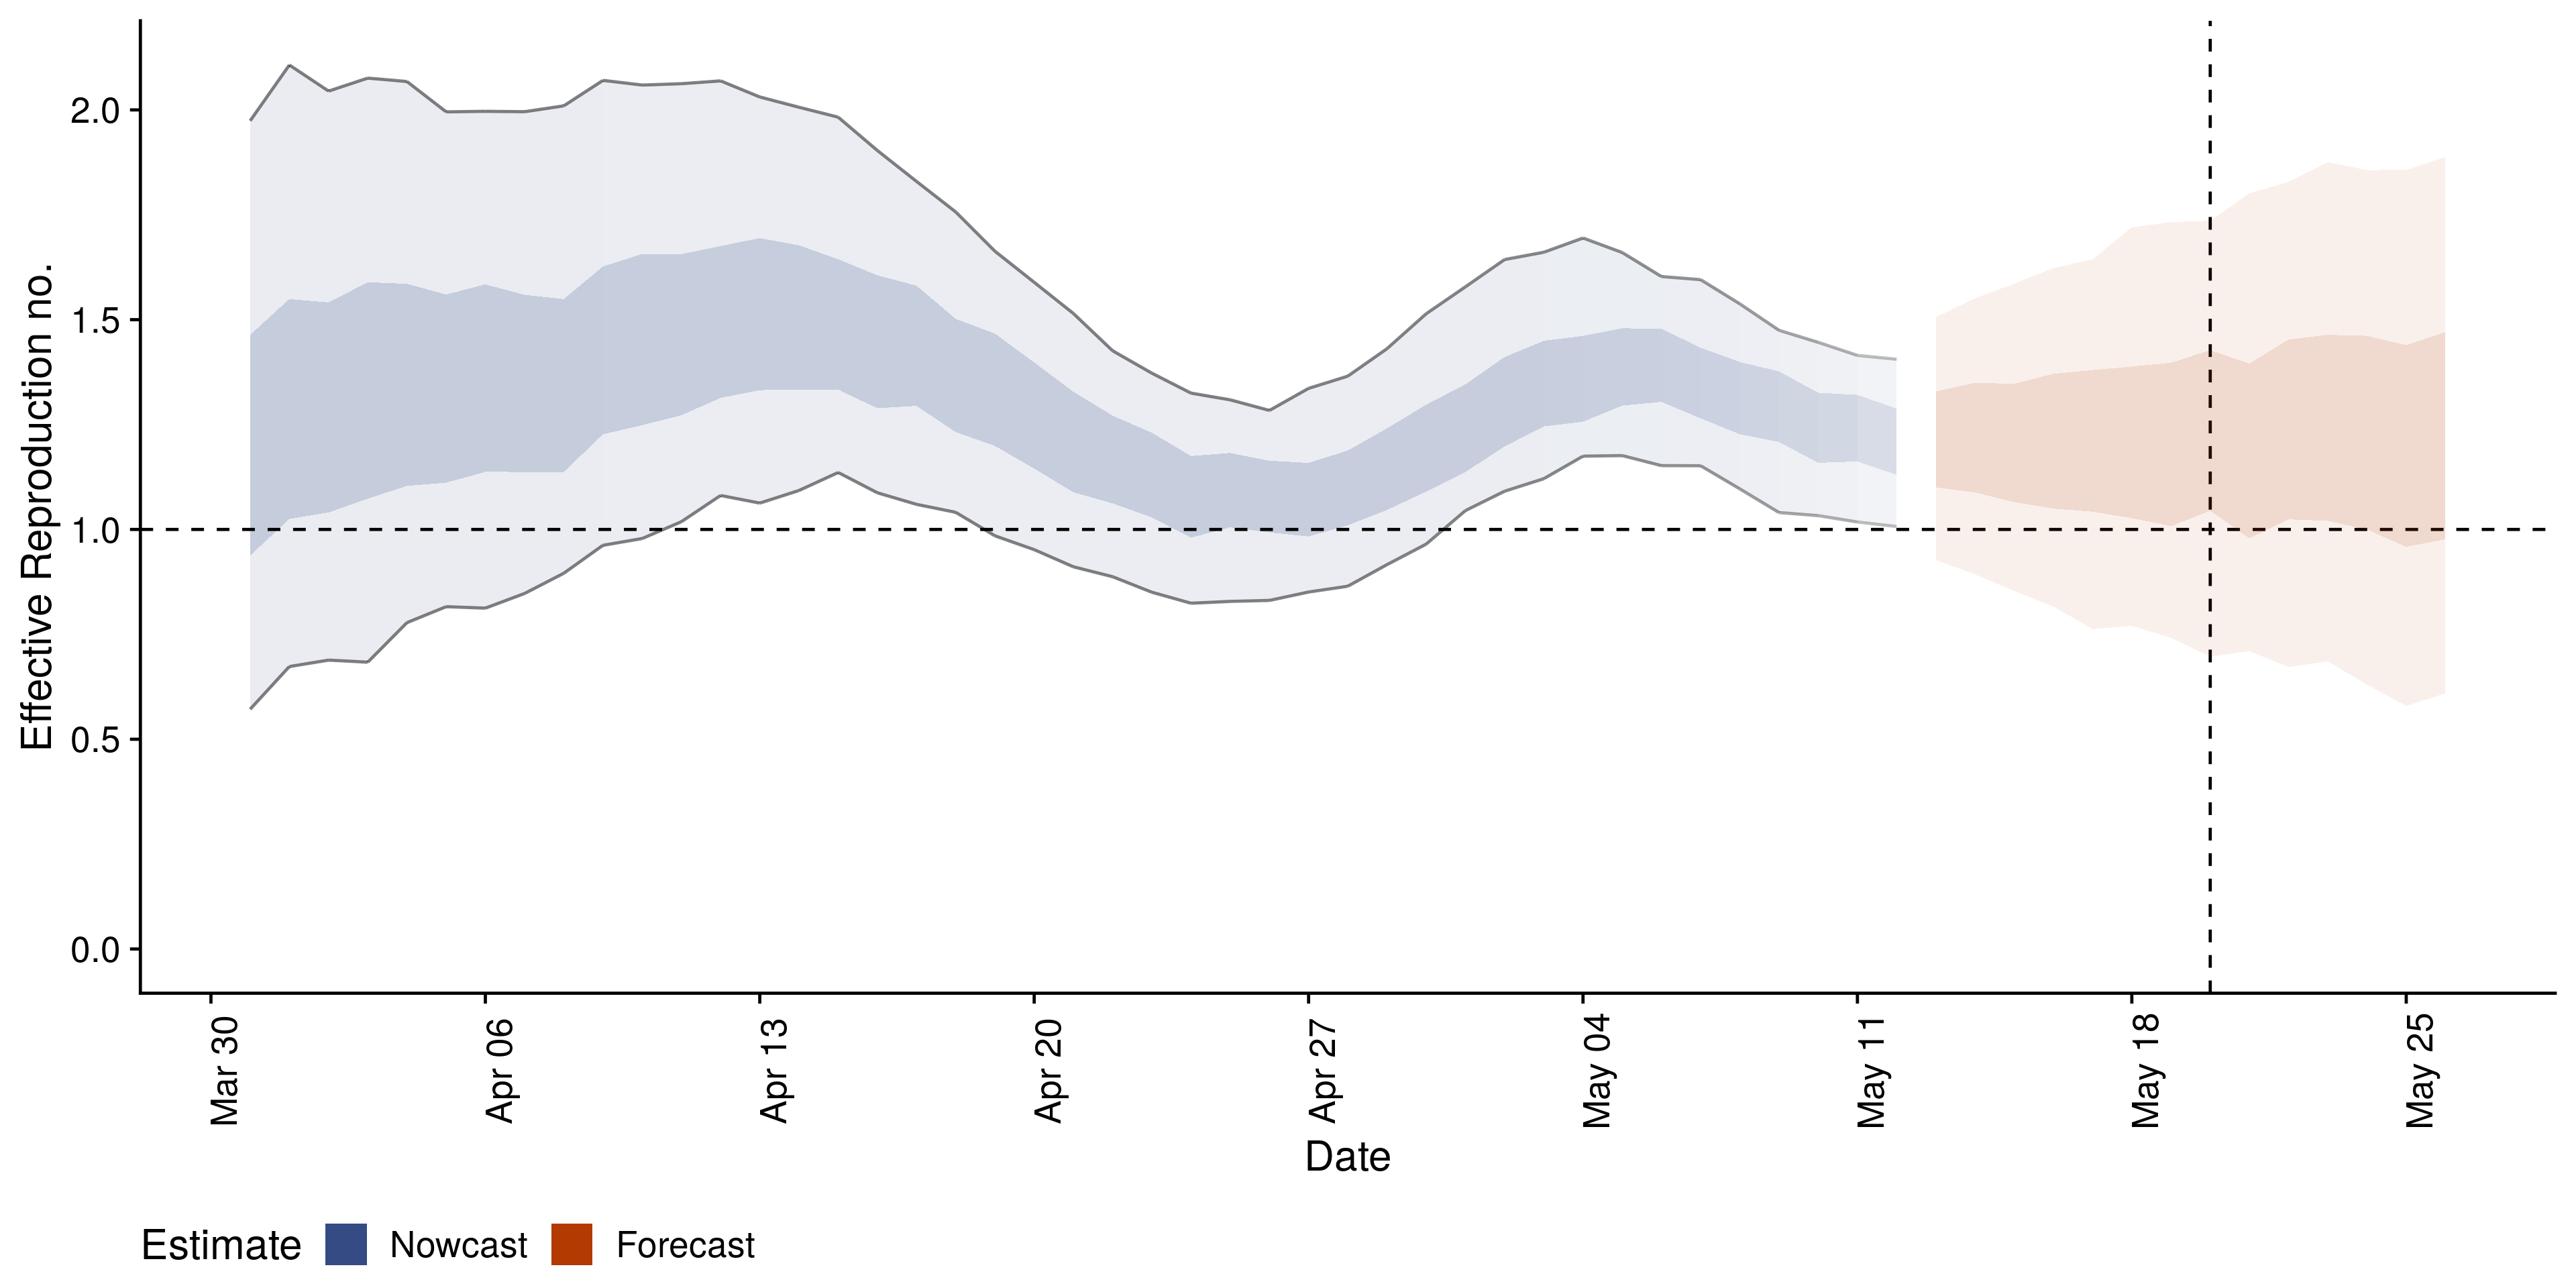 Effective Reproduction no.
2.0
1.5
1.0
0.5
0.0
Mar 30
Apr 06
Apr 13
Apr 20
Apr 27
May 04
May 11
May 18
May 25
Date
Estimate Nowcast Forecast